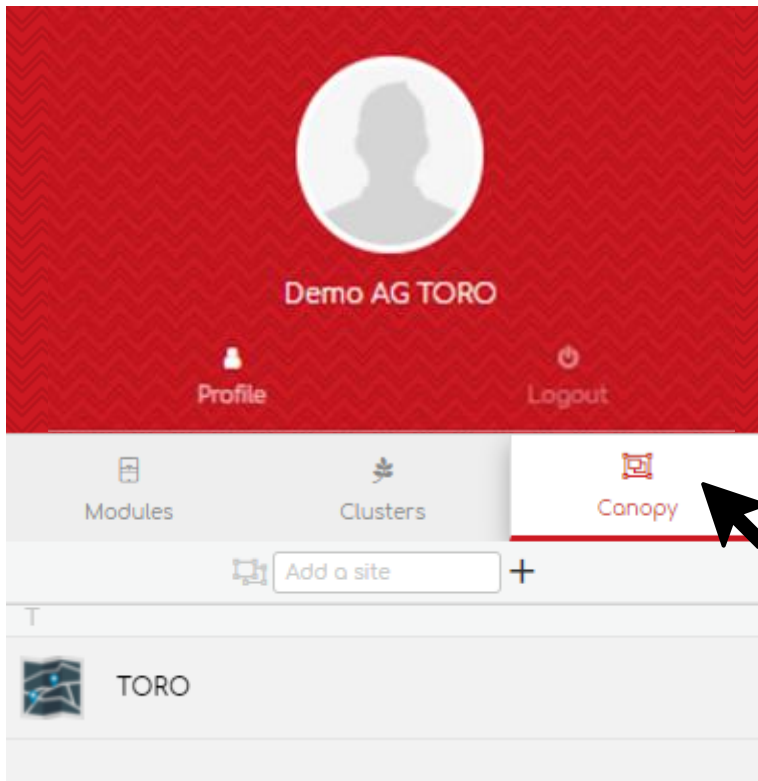 Demo AG TORO
Profile
Logout
Modules
Clusters
Canopy
Add a site
T
TORO